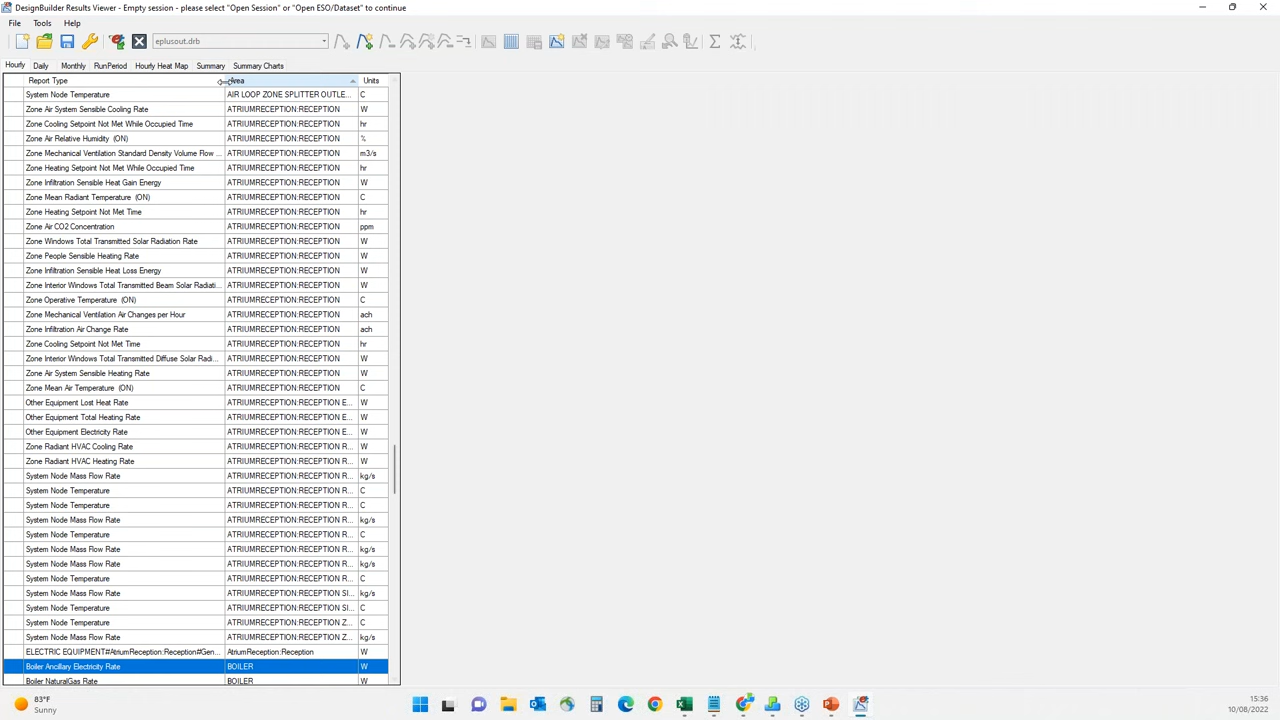 DesignBuilder Results Viewer - Empty session - please select "Open Session" or "Open ESO/Dataset" to continue
File Tools Help
eplusout.drb
Hourly Daily Monthly RunPeriod Hourly Heat Map Summary Summary Charts
Report Type Area Units
System Node Temperature AIR LOOP ZONE SPLITTER OUTLE... C
Zone Air System Sensible Cooling Rate ATRIUMRECEPTION:RECEPTION W
Zone Cooling Setpoint Not Met While Occupied Time ATRIUMRECEPTION:RECEPTION hr
Zone Air Relative Humidity (ON) ATRIUMRECEPTION:RECEPTION %
Zone Mechanical Ventilation Standard Density Volume Flow ... ATRIUMRECEPTION:RECEPTION m3/s
Zone Heating Setpoint Not Met While Occupied Time ATRIUMRECEPTION:RECEPTION hr
Zone Infiltration Sensible Heat Gain Energy ATRIUMRECEPTION:RECEPTION W
Zone Mean Radiant Temperature (ON) ATRIUMRECEPTION:RECEPTION C
Zone Heating Setpoint Not Met Time ATRIUMRECEPTION:RECEPTION hr
Zone Air CO2 Concentration ATRIUMRECEPTION:RECEPTION ppm
Zone Windows Total Transmitted Solar Radiation Rate ATRIUMRECEPTION:RECEPTION W
Zone People Sensible Heating Rate ATRIUMRECEPTION:RECEPTION W
Zone Infiltration Sensible Heat Loss Energy ATRIUMRECEPTION:RECEPTION W
Zone Interior Windows Total Transmitted Beam Solar Radiati... ATRIUMRECEPTION:RECEPTION W
Zone Operative Temperature (ON) ATRIUMRECEPTION:RECEPTION C
Zone Mechanical Ventilation Air Changes per Hour ATRIUMRECEPTION:RECEPTION ach
Zone Infiltration Air Change Rate ATRIUMRECEPTION:RECEPTION ach
Zone Cooling Setpoint Not Met Time ATRIUMRECEPTION:RECEPTION hr
Zone Interior Windows Total Transmitted Diffuse Solar Radi... ATRIUMRECEPTION:RECEPTION W
Zone Air System Sensible Heating Rate ATRIUMRECEPTION:RECEPTION W
Zone Mean Air Temperature (ON) ATRIUMRECEPTION:RECEPTION C
Other Equipment Lost Heat Rate ATRIUMRECEPTION:RECEPTION E... W
Other Equipment Total Heating Rate ATRIUMRECEPTION:RECEPTION E... W
Other Equipment Electricity Rate ATRIUMRECEPTION:RECEPTION E... W
Zone Radiant HVAC Cooling Rate ATRIUMRECEPTION:RECEPTION R... W
Zone Radiant HVAC Heating Rate ATRIUMRECEPTION:RECEPTION R... W
System Node Mass Flow Rate ATRIUMRECEPTION:RECEPTION R... kg/s
System Node Temperature ATRIUMRECEPTION:RECEPTION R... C
System Node Temperature ATRIUMRECEPTION:RECEPTION R... C
System Node Mass Flow Rate ATRIUMRECEPTION:RECEPTION R... kg/s
System Node Temperature ATRIUMRECEPTION:RECEPTION R... C
System Node Mass Flow Rate ATRIUMRECEPTION:RECEPTION R... kg/s
System Node Mass Flow Rate ATRIUMRECEPTION:RECEPTION R... kg/s
System Node Temperature ATRIUMRECEPTION:RECEPTION R... C
System Node Mass Flow Rate ATRIUMRECEPTION:RECEPTION SI... kg/s
System Node Temperature ATRIUMRECEPTION:RECEPTION SI... C
System Node Temperature ATRIUMRECEPTION:RECEPTION Z... C
System Node Mass Flow Rate ATRIUMRECEPTION:RECEPTION Z... kg/s
ELECTRIC EQUIPMENT#AtriumReception:Reception#Gen... AtriumReception:Reception W
Boiler Ancillary Electricity Rate BOILER W
Boiler NaturalGas Rate BOILER W
83°F
Sunny
15:36
10/08/2022